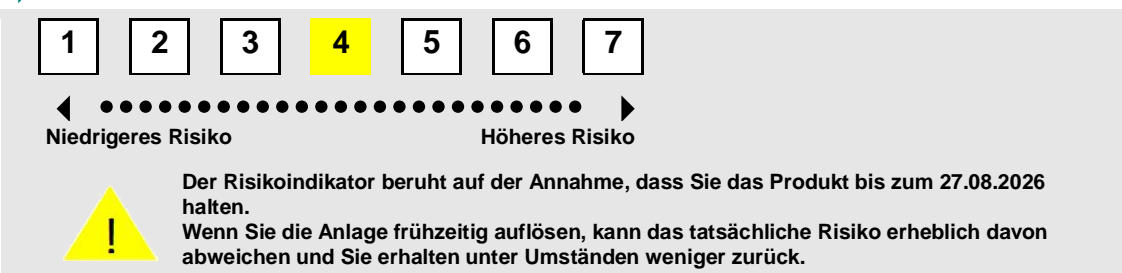 1 2 3 4 5 6 7
Niedrigeres Risiko Höheres Risiko
Der Risikoindikator beruht auf der Annahme, dass Sie das Produkt bis zum 27.08.2026
halten.
Wenn Sie die Anlage frühzeitig auflösen, kann das tatsächliche Risiko erheblich davon
abweichen und Sie erhalten unter Umständen weniger zurück.
!